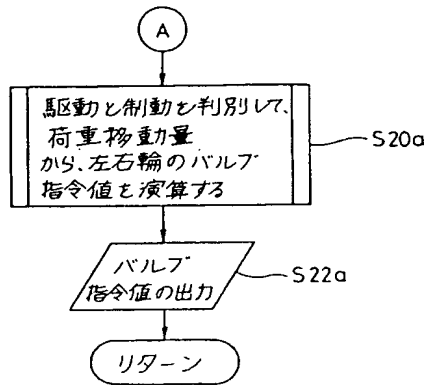 A
駆動と制動を判別して、
荷重移動量
から、左右輪のバルブ
指令値を演算する
S20a
バルブ
指令値の出力
S22a
リターン